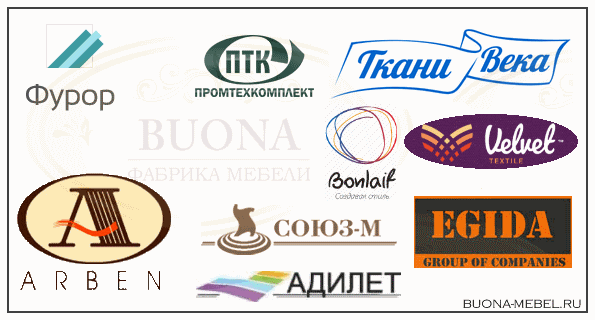 Фурор
ПТК
ПРОМТЕХКОМПЛЕКТ
Ткани Века
BUONA
ФАБРИКА МЕБЕЛИ
Bonlaif
Создавая стиль
Velvet™
TEXTILE
ARBEN
СОЮЗ-М
EGIDA
GROUP OF COMPANIES
АДИЛЕТ
BUONA-MEBEL.RU